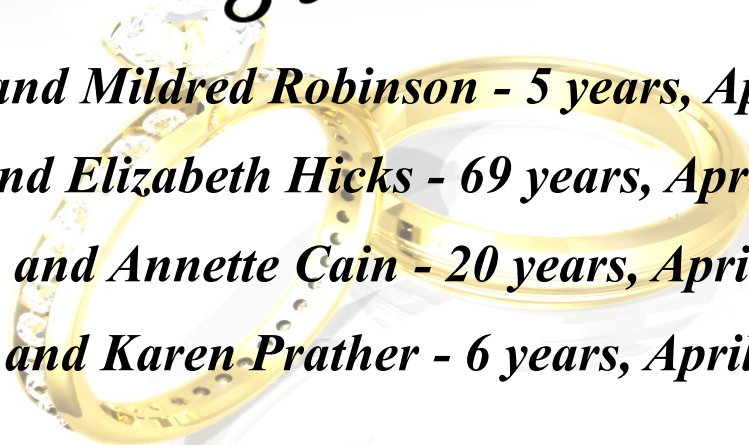 and Mildred Robinson - 5 years,
Elizabeth Hicks - 69 years,
and Annette Cain - 20 years,
and Karen Prather - 6 years, April